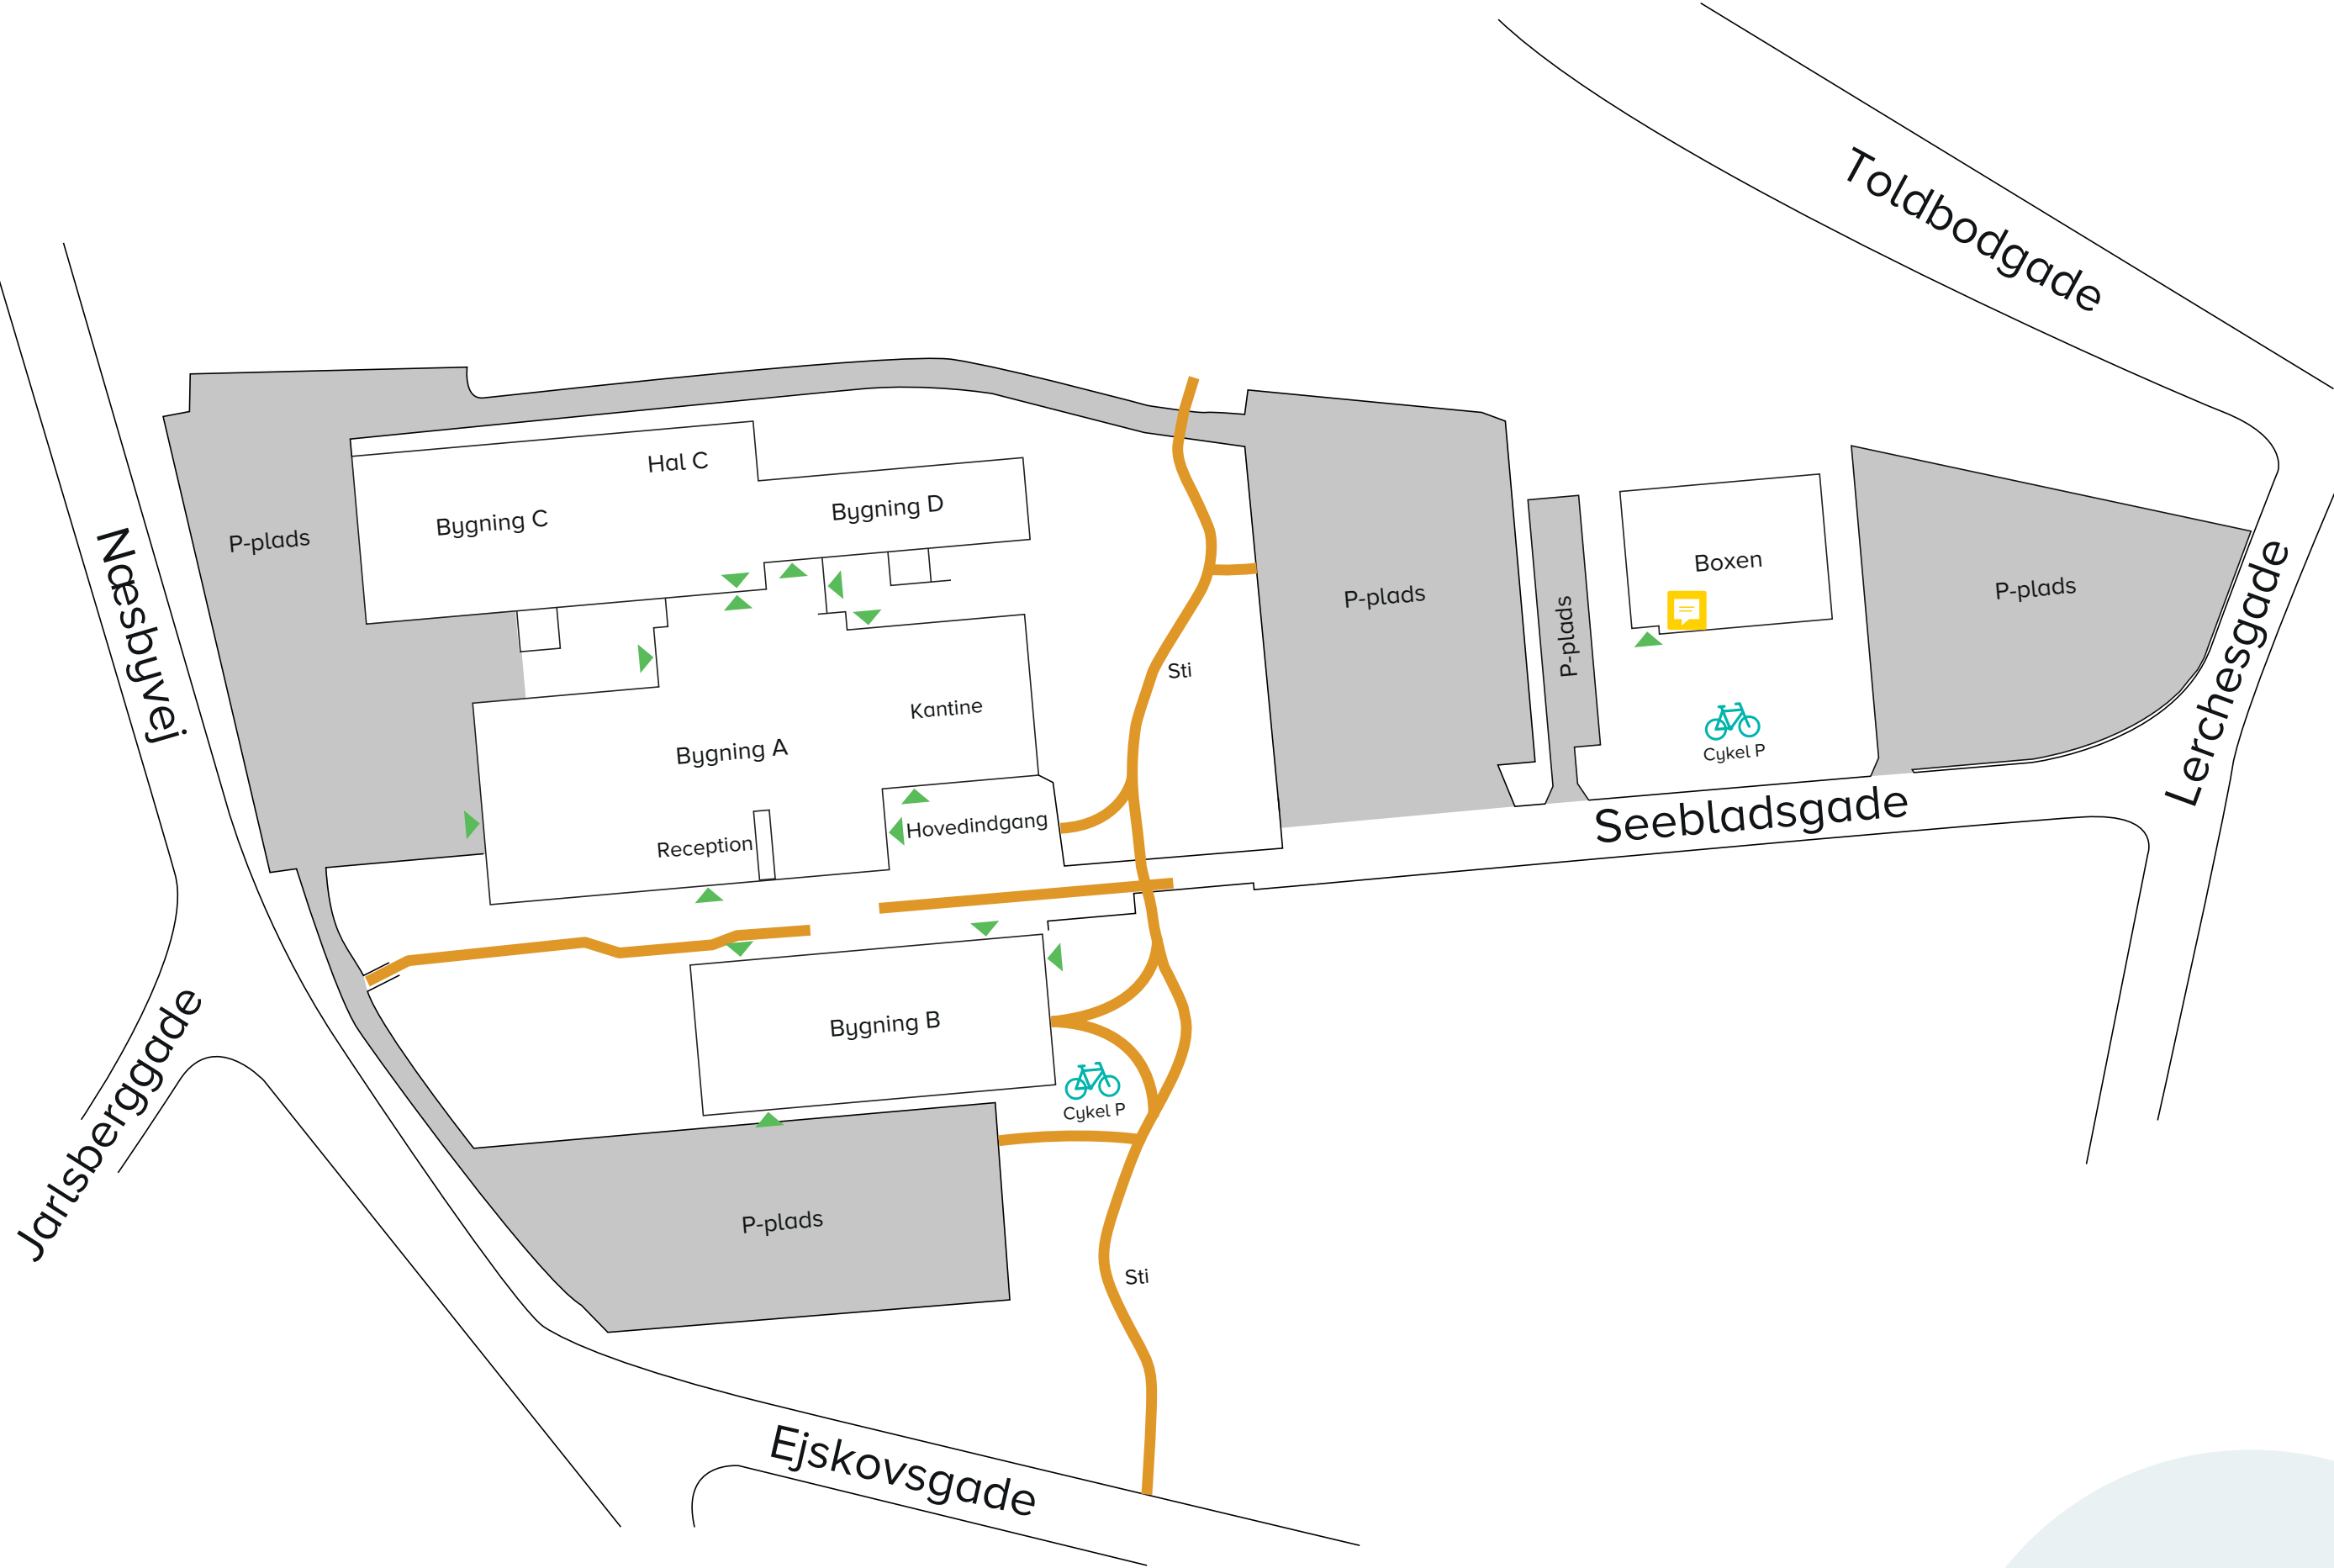 Toldbodgade
Hal C
Bygning C
Bygning D
P-plads
Næsbyvej
Boxen
P-plads
P-plads
P-plads
Lerchesgade
Sti
Kantine
Bygning A
Cykel P
Seebladsgade
Hovedindgang
Reception
Bygning B
Jarlsberggade
Cykel P
P-plads
Sti
Ejskovsgade